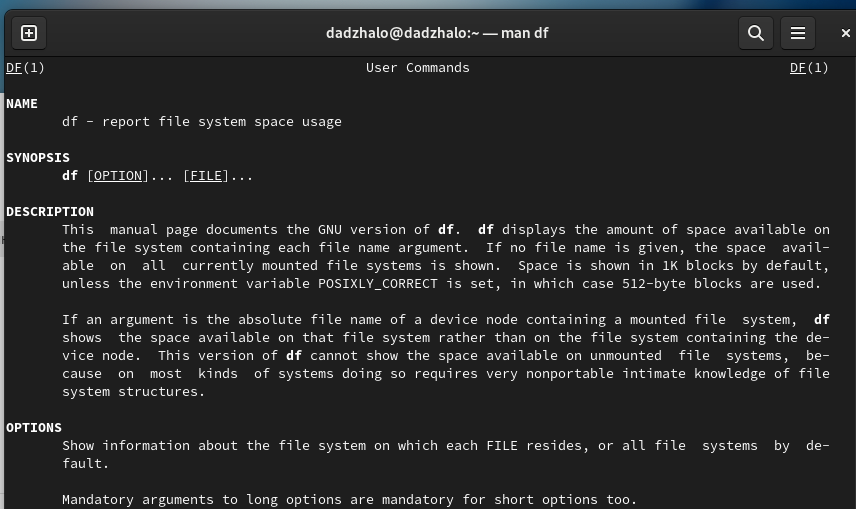 dadzhalo@dadzhalo:~ — man df
DF(1) User Commands DF(1)
NAME
df - report file system space usage
SYNOPSIS
df [OPTION]... [FILE]...
DESCRIPTION
This manual page documents the GNU version of df. df displays the amount of space available on
the file system containing each file name argument. If no file name is given, the space avail-
able on all currently mounted file systems is shown. Space is shown in 1K blocks by default,
unless the environment variable POSIXLY_CORRECT is set, in which case 512-byte blocks are used.
If an argument is the absolute file name of a device node containing a mounted file system, df
shows the space available on that file system rather than on the file system containing the de-
vice node. This version of df cannot show the space available on unmounted file systems, be-
cause on most kinds of systems doing so requires very nonportable intimate knowledge of file
system structures.
OPTIONS
Show information about the file system on which each FILE resides, or all file systems by de-
fault.
Mandatory arguments to long options are mandatory for short options too.